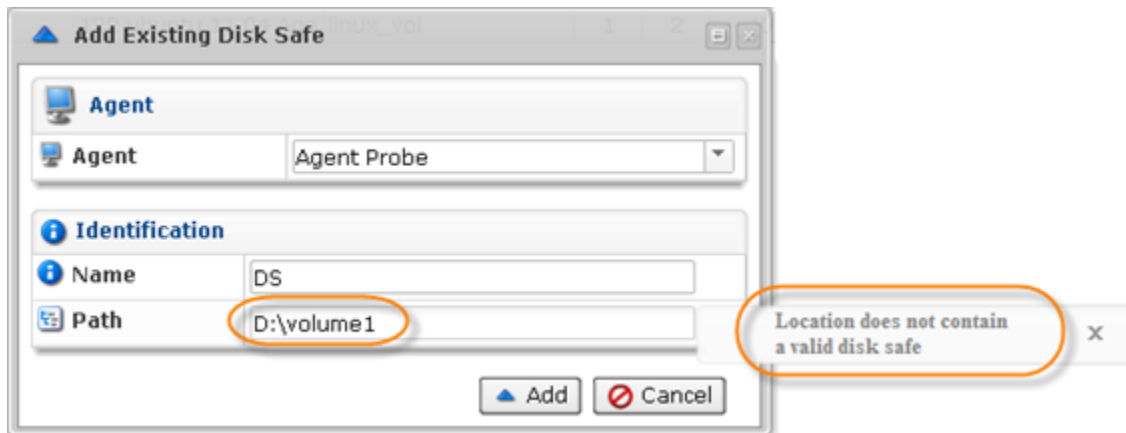 Add Existing Disk Safe
Agent
Agent Agent Probe
Identification
Name DS
Path D:\volume1
Location does not contain
a valid disk safe
Add Cancel